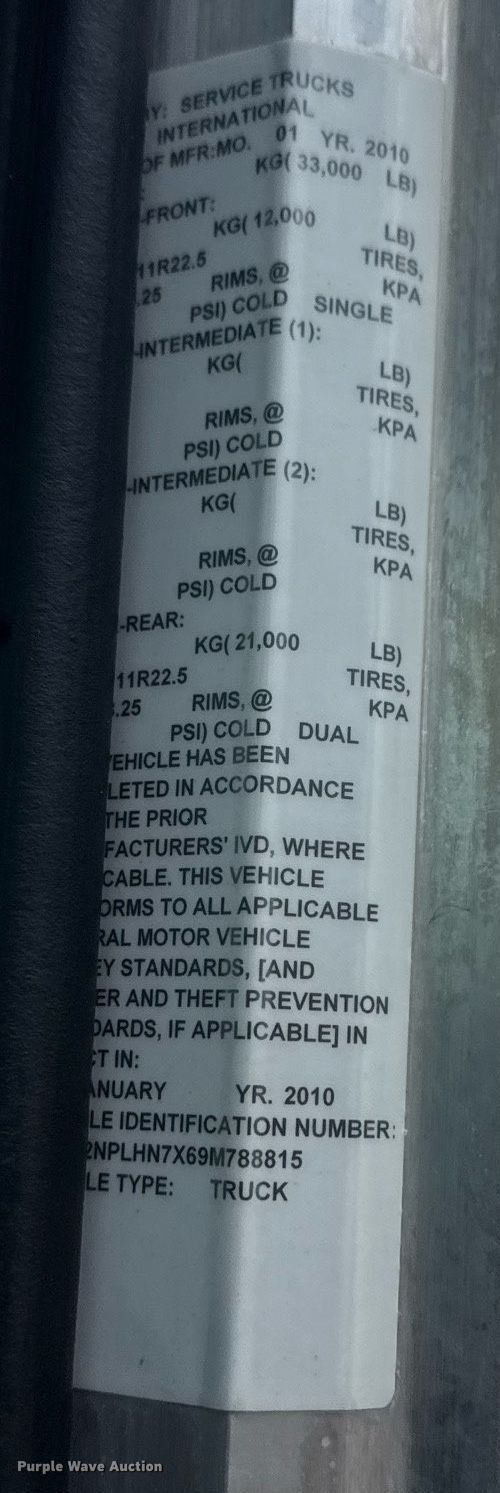 Y: SERVICE TRUCKS
INTERNATIONAL
OF MFR:MO. 01 YR. 2010
KG( 33,000 LB)
-FRONT:
KG( 12,000 LB)
11R22.5 TIRES,
.25 RIMS, @ KPA
PSI) COLD SINGLE
-INTERMEDIATE (1):
KG( LB)
TIRES,
RIMS, @ KPA
PSI) COLD
-INTERMEDIATE (2):
KG( LB)
TIRES,
RIMS, @ KPA
PSI) COLD
-REAR:
KG( 21,000 LB)
11R22.5 TIRES,
.25 RIMS, @ KPA
PSI) COLD DUAL
EHICLE HAS BEEN
LETED IN ACCORDANCE
THE PRIOR
FACTURERS' IVD, WHERE
CABLE. THIS VEHICLE
ORMS TO ALL APPLICABLE
RAL MOTOR VEHICLE
EY STANDARDS, [AND
ER AND THEFT PREVENTION
DARDS, IF APPLICABLE] IN
CT IN:
ANUARY YR. 2010
LE IDENTIFICATION NUMBER:
2NPLHN7X69M788815
LE TYPE: TRUCK
Purple Wave Auction